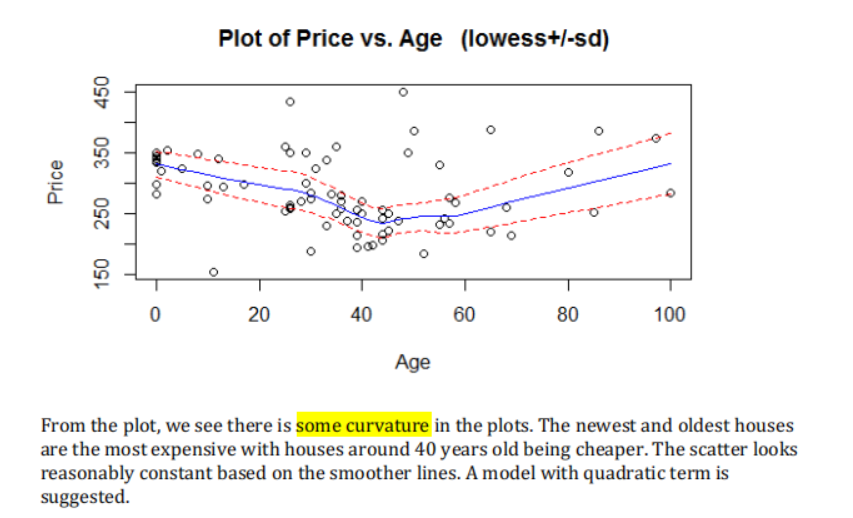 Plot of Price vs. Age (lowess+/-sd)
Price
450
350
250
150
0 20 40 60 80 100
Age
From the plot, we see there is some curvature in the plots. The newest and oldest houses
are the most expensive with houses around 40 years old being cheaper. The scatter looks
reasonably constant based on the smoother lines. A model with quadratic term is
suggested.